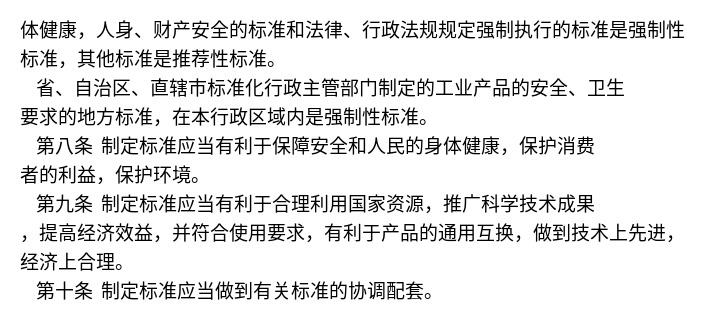 体健康，人身、财产安全的标准和法律、行政法规规定强制执行的标准是强制性
标准，其他标准是推荐性标准。
省、自治区、直辖市标准化行政主管部门制定的工业产品的安全、卫生
要求的地方标准，在本行政区域内是强制性标准。
第八条 制定标准应当有利于保障安全和人民的身体健康，保护消费
者的利益，保护环境。
第九条 制定标准应当有利于合理利用国家资源，推广科学技术成果
，提高经济效益，并符合使用要求，有利于产品的通用互换，做到技术上先进，
经济上合理。
第十条 制定标准应当做到有关标准的协调配套。